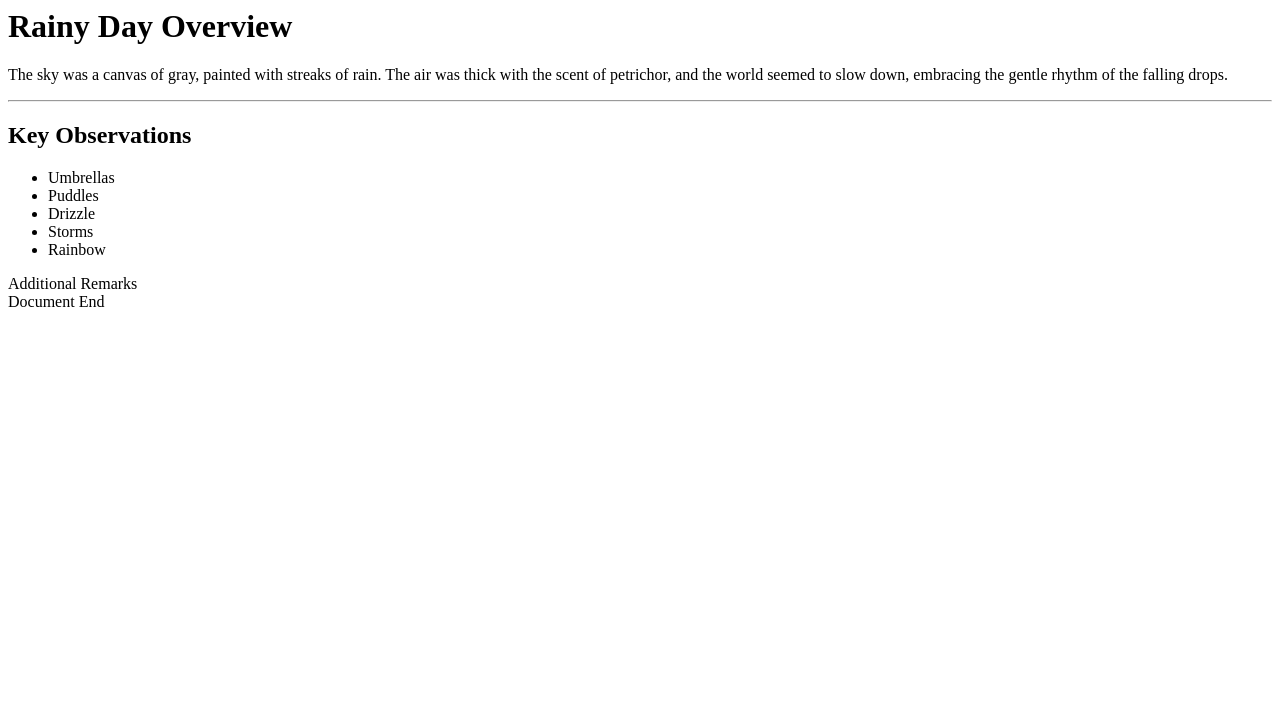 Rainy Day Overview
The sky was a canvas of gray, painted with streaks of rain. The air was thick with the scent of petrichor, and the world seemed to slow down, embracing the gentle rhythm of the falling drops.
Key Observations
Umbrellas
Puddles
Drizzle
Storms
Rainbow
Additional Remarks
Document End